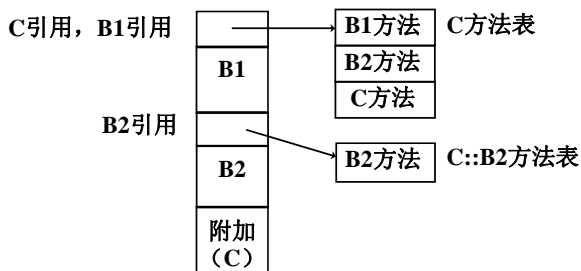 C引用，B1引用
B1方法
C方法表
B1
B2方法
C方法
B2引用
B2方法
C::B2方法表
B2
附加
（C）